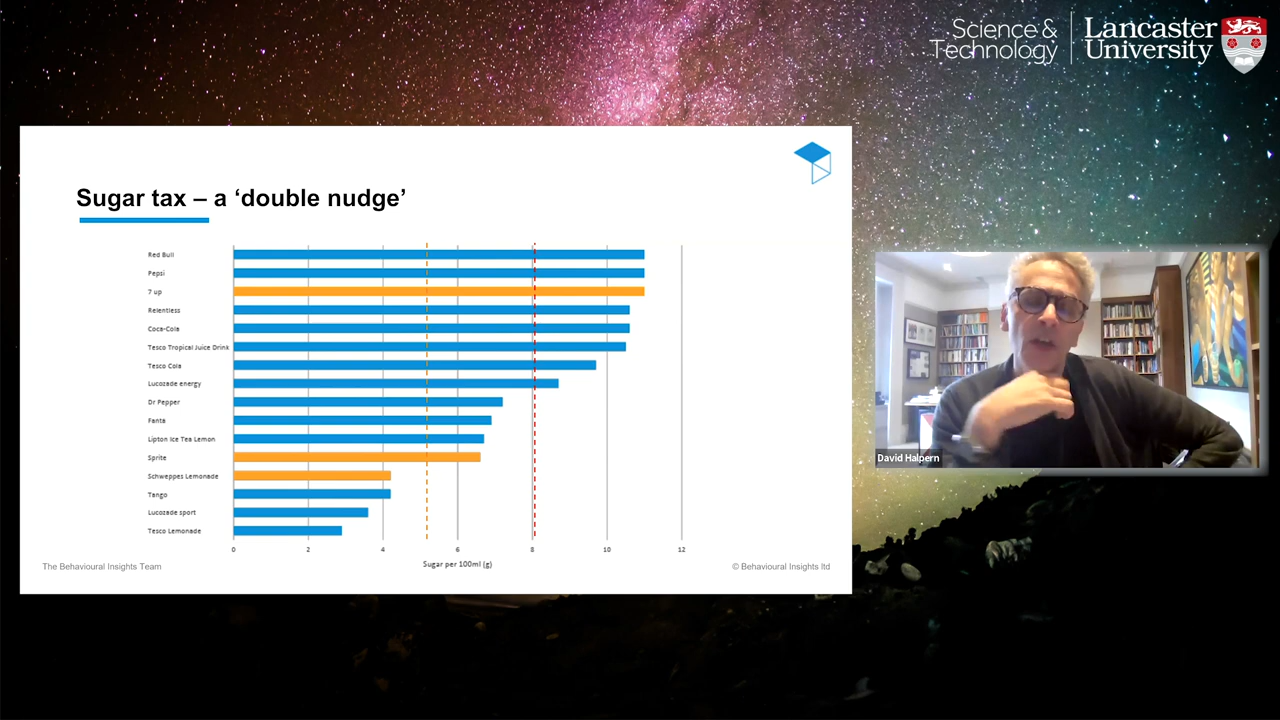 Science &
Technology
Lancaster
University
Sugar tax – a ‘double nudge’
Red Bull
Pepsi
7 up
Relentless
Coca-Cola
Tesco Tropical Juice Drink
Tesco Cola
Lucozade energy
Dr Pepper
Fanta
Lipton Ice Tea Lemon
Sprite
Schweppes Lemonade
Tango
Lucozade sport
Tesco Lemonade
0 2 4 6 8 10 12
Sugar per 100ml (g)
The Behavioural Insights Team
© Behavioural Insights ltd
David Halpern